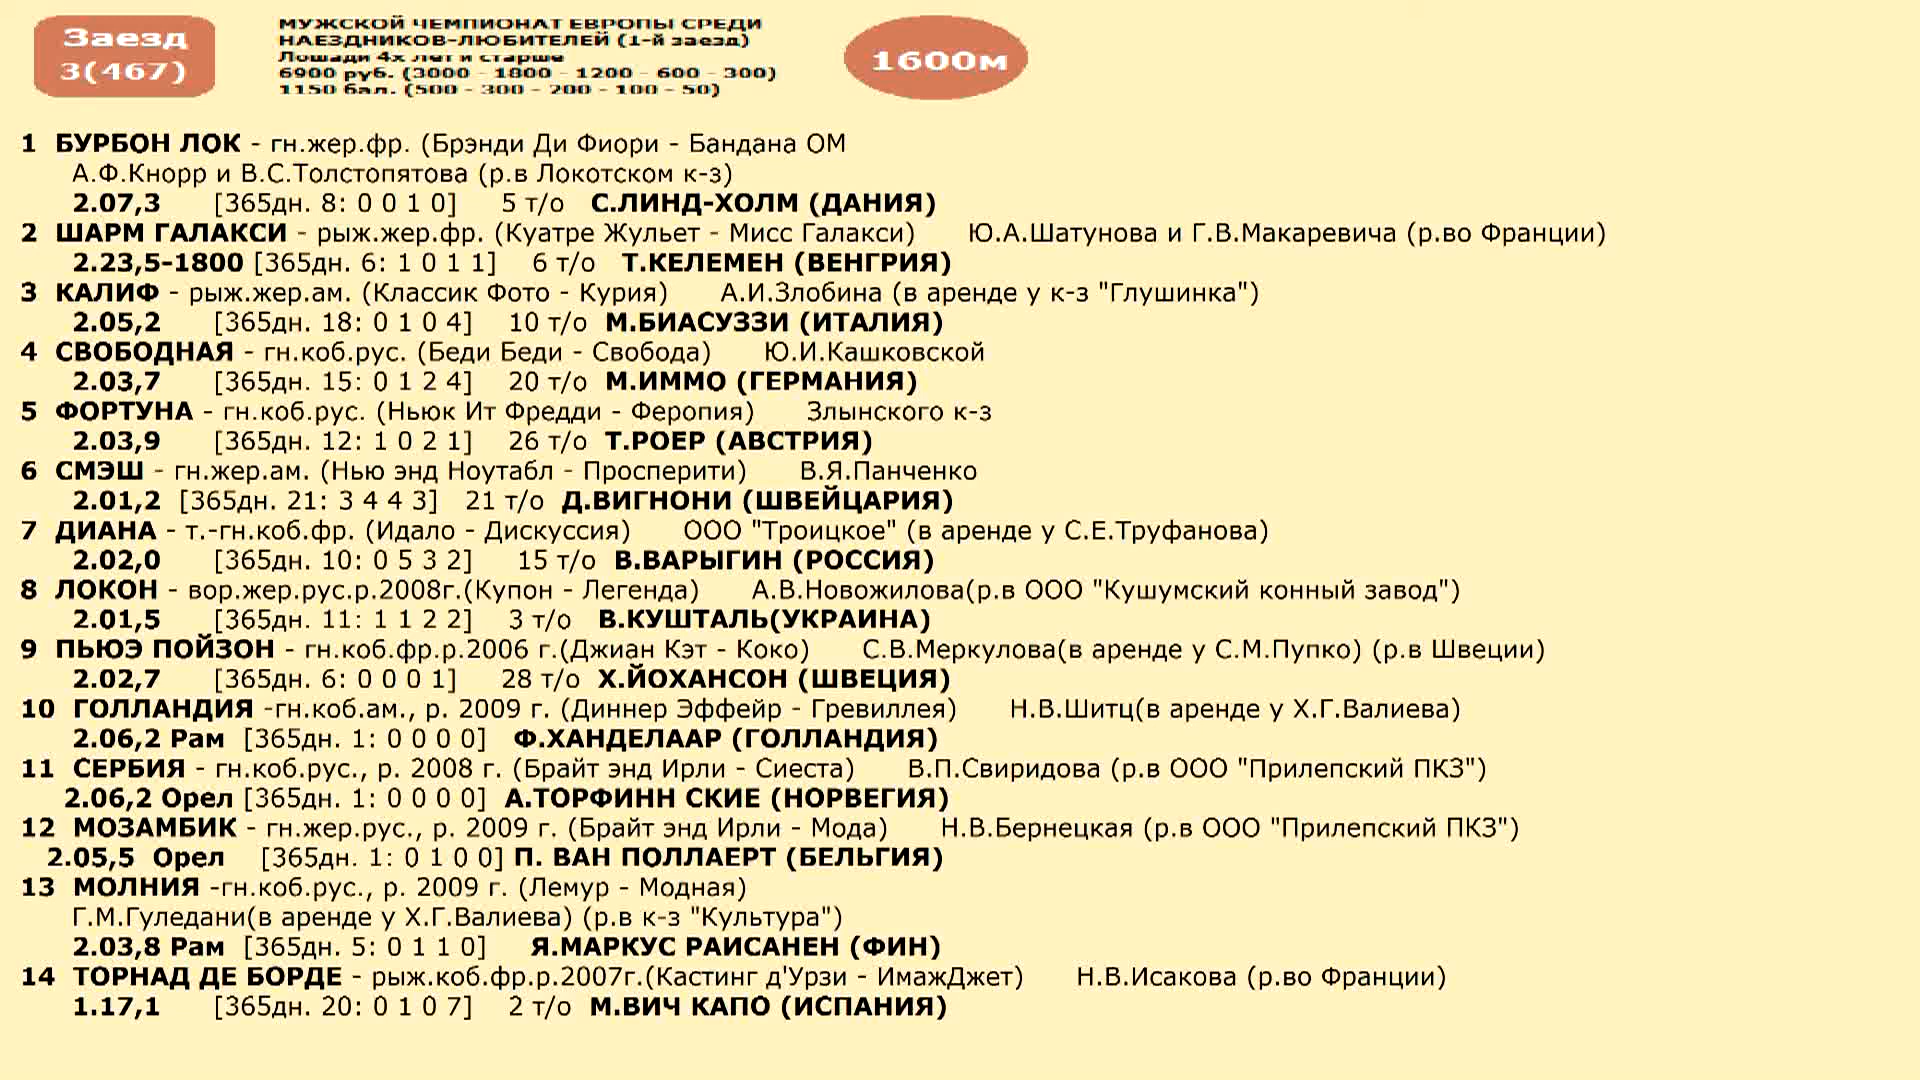 Заезд
3(467)
МУЖСКОЙ ЧЕМПИОНАТ ЕВРОПЫ СРЕДИ
НАЕЗДНИКОВ-ЛЮБИТЕЛЕЙ (1-й заезд)
Лошади 4х лет и старше
6900 руб. (3000 - 1800 - 1200 - 600 - 300)
1150 бал. (500 - 300 - 200 - 100 - 50)
1600м
1 БУРБОН ЛОК - гн.жер.фр. (Брэнди Ди Фиори - Бандана ОМ
А.Ф.Кнорр и В.С.Толстопятова (р.в Локотском к-з)
2.07,3 [365дн. 8: 0 0 1 0] 5 т/о С.ЛИНД-ХОЛМ (ДАНИЯ)
2 ШАРМ ГАЛАКСИ - рыж.жер.фр. (Куатре Жульет - Мисс Галакси) Ю.А.Шатунова и Г.В.Макаревича (р.во Франции)
2.23,5-1800 [365дн. 6: 1 0 1 1] 6 т/о Т.КЕЛЕМЕН (ВЕНГРИЯ)
3 КАЛИФ - рыж.жер.ам. (Классик Фото - Курия) А.И.Злобина (в аренде у к-з "Глушинка")
2.05,2 [365дн. 18: 0 1 0 4] 10 т/о М.БИАСУЗЗИ (ИТАЛИЯ)
4 СВОБОДНАЯ - гн.коб.рус. (Беди Беди - Свобода) Ю.И.Кашковской
2.03,7 [365дн. 15: 0 1 2 4] 20 т/о М.ИММО (ГЕРМАНИЯ)
5 ФОРТУНА - гн.коб.рус. (Ньюк Ит Фредди - Феропия) Злынского к-з
2.03,9 [365дн. 12: 1 0 2 1] 26 т/о Т.РОЕР (АВСТРИЯ)
6 СМЭШ - гн.жер.ам. (Нью энд Ноутабл - Просперити) В.Я.Панченко
2.01,2 [365дн. 21: 3 4 4 3] 21 т/о Д.ВИГНОНИ (ШВЕЙЦАРИЯ)
7 ДИАНА - т.-гн.коб.фр. (Идало - Дискуссия) ООО "Троицкое" (в аренде у С.Е.Труфанова)
2.02,0 [365дн. 10: 0 5 3 2] 15 т/о В.ВАРЫГИН (РОССИЯ)
8 ЛОКОН - вор.жер.рус.р.2008г.(Купон - Легенда) А.В.Новожилова(р.в ООО "Кушумский конный завод")
2.01,5 [365дн. 11: 1 1 2 2] 3 т/о В.КУШТАЛЬ(УКРАИНА)
9 ПЬЮЭ ПОЙЗОН - гн.коб.фр.р.2006 г.(Джиан Кэт - Коко) С.В.Меркулова(в аренде у С.М.Пупко) (р.в Швеции)
2.02,7 [365дн. 6: 0 0 0 1] 28 т/о Х.ЙОХАНСОН (ШВЕЦИЯ)
10 ГОЛЛАНДИЯ -гн.коб.ам., р. 2009 г. (Диннер Эффейр - Гревиллея) Н.В.Шитц(в аренде у Х.Г.Валиева)
2.06,2 Рам [365дн. 1: 0 0 0 0] Ф.ХАНДЕЛААР (ГОЛЛАНДИЯ)
11 СЕРБИЯ - гн.коб.рус., р. 2008 г. (Брайт энд Ирли - Сиеста) В.П.Свиридова (р.в ООО "Прилепский ПКЗ")
2.06,2 Орел [365дн. 1: 0 0 0 0] А.ТОРФИНН СКИЕ (НОРВЕГИЯ)
12 МОЗАМБИК - гн.жер.рус., р. 2009 г. (Брайт энд Ирли - Мода) Н.В.Бернецкая (р.в ООО "Прилепский ПКЗ")
2.05,5 Орел [365дн. 1: 0 1 0 0] П. ВАН ПОЛЛАЕРТ (БЕЛЬГИЯ)
13 МОЛНИЯ -гн.коб.рус., р. 2009 г. (Лемур - Модная)
Г.М.Гуледани(в аренде у Х.Г.Валиева) (р.в к-з "Культура")
2.03,8 Рам [365дн. 5: 0 1 1 0] Я.МАРКУС РАИСАНЕН (ФИН)
14 ТОРНАД ДЕ БОРДЕ - рыж.коб.фр.р.2007г.(Кастинг д'Урзи - ИмажДжет) Н.В.Исакова (р.во Франции)
1.17,1 [365дн. 20: 0 1 0 7] 2 т/о М.ВИЧ КАПО (ИСПАНИЯ)